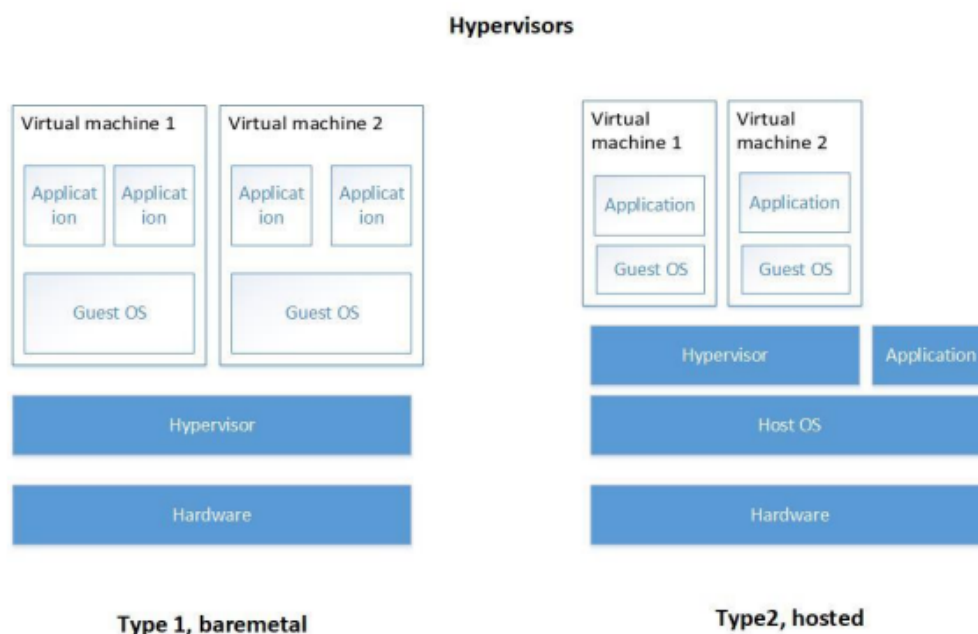 Hypervisors
Virtual machine 1
Applicat
ion
Applicat
ion
Guest OS
Virtual machine 2
Applicat
ion
Applicat
ion
Guest OS
Hypervisor
Hardware
Type 1, baremetal
Virtual
machine 1
Application
Guest OS
Virtual
machine 2
Application
Guest OS
Hypervisor
Application
Host OS
Hardware
Type2, hosted